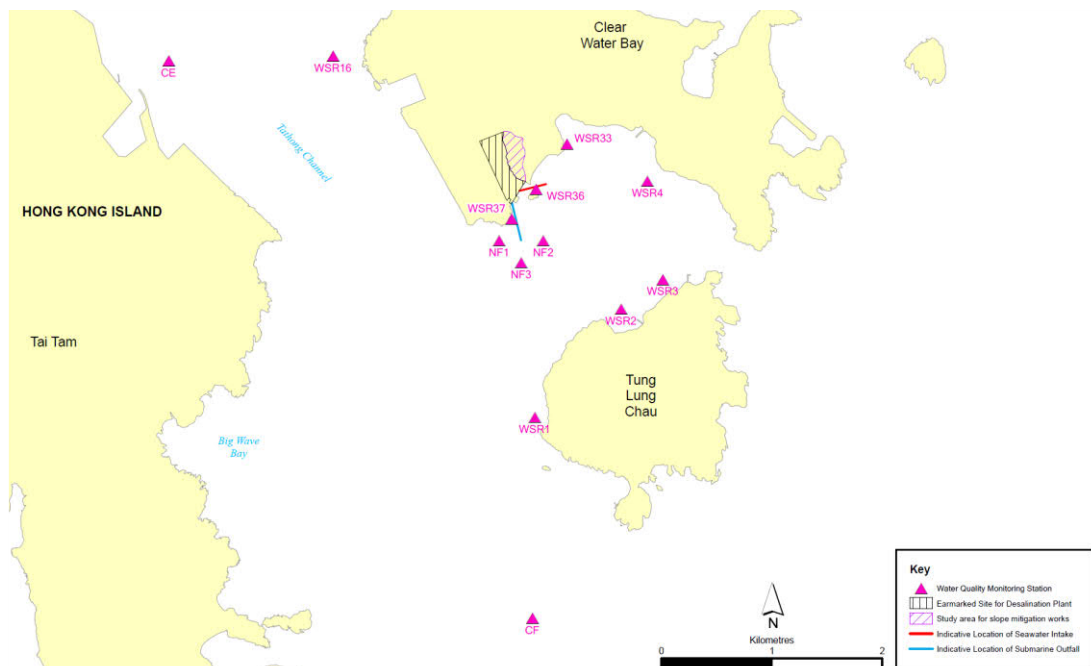 Clear
Water Bay
CE
WSR16
Tathong Channel
WSR33
WSR36
WSR4
HONG KONG ISLAND
WSR37
NF1
NF2
NF3
WSR3
WSR2
Tai Tam
Tung
Lung
Chau
WSR1
Big Wave
Bay
CF
N
Kilometres
0
1
2
Key
Water Quality Monitoring Station
Earmarked Site for Desalination Plant
Study area for slope mitigation works
Indicative Location of Seawater Intake
Indicative Location of Submarine Outfall